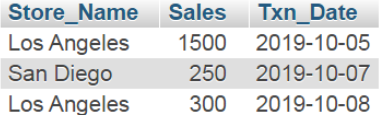 Store_Name Sales Txn_Date
Los Angeles 1500 2019-10-05
San Diego 250 2019-10-07
Los Angeles 300 2019-10-08